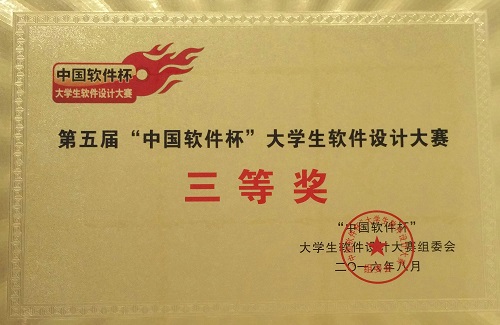 中国软件杯
大学生软件设计大赛
第五届“中国软件杯”大学生软件设计大赛
三等奖
“中国软件杯”
大学生软件设计大赛组委会
二〇一六年八月